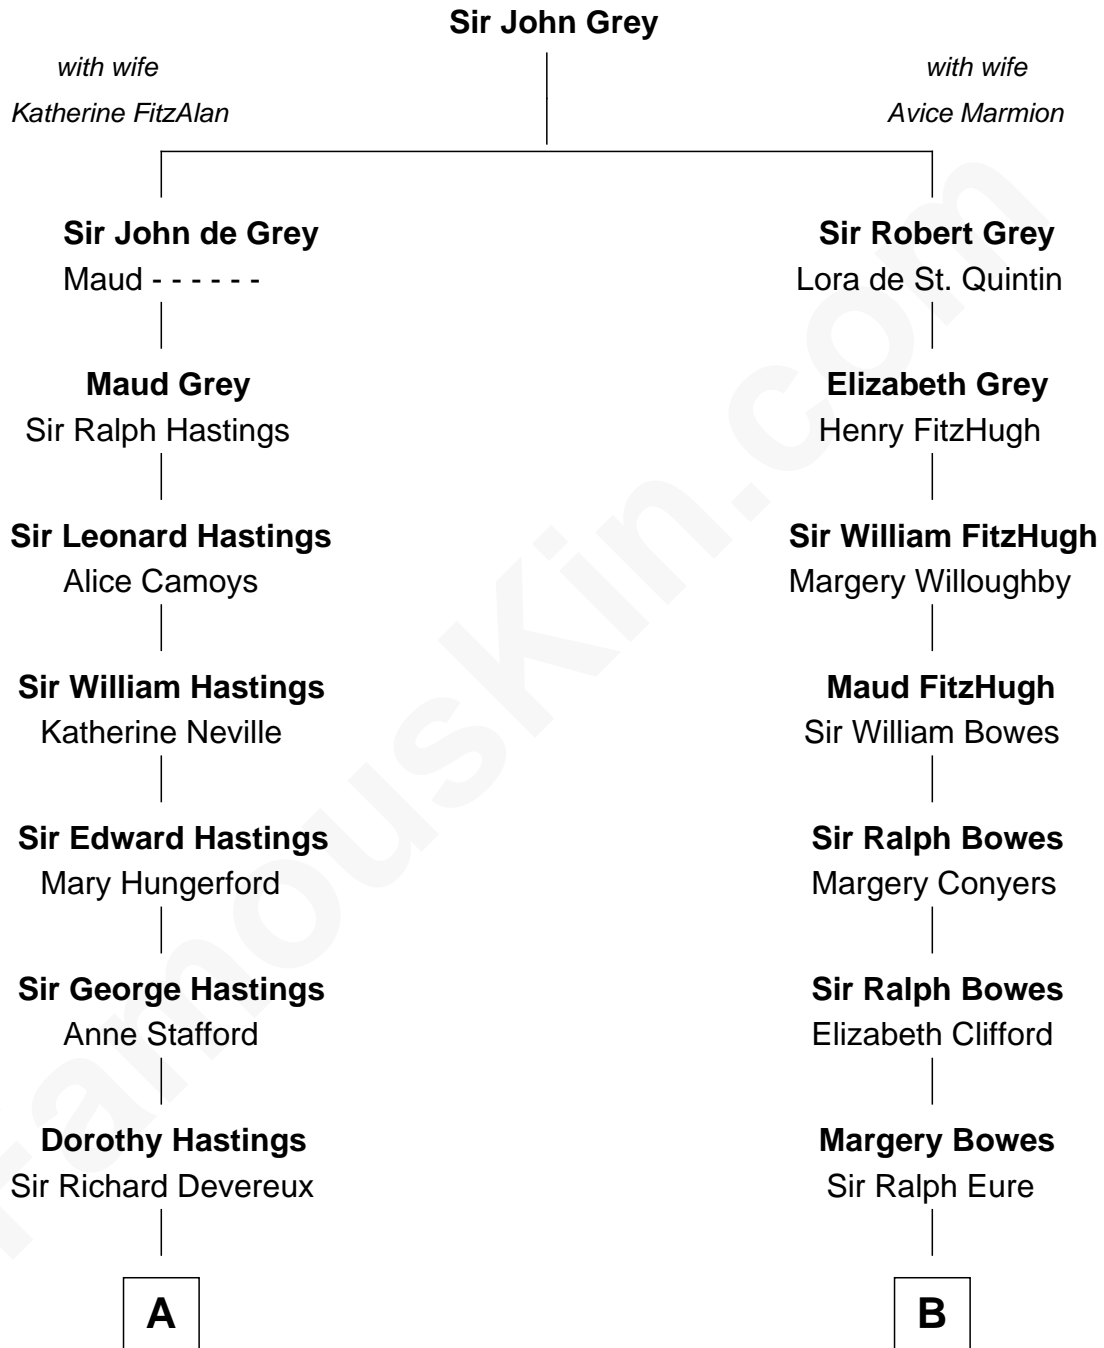 Sir John Grey
with wife
Katherine FitzAlan
with wife
Avice Marmion
Sir John de Grey
Maud - - - - - -
Sir Robert Grey
Lora de St. Quintin
Maud Grey
Sir Ralph Hastings
Elizabeth Grey
Henry FitzHugh
Sir Leonard Hastings
Alice Camoys
Sir William FitzHugh
Margery Willoughby
Sir William Hastings
Katherine Neville
Maud FitzHugh
Sir William Bowes
Sir Edward Hastings
Mary Hungerford
Sir Ralph Bowes
Margery Conyers
Sir George Hastings
Anne Stafford
Sir Ralph Bowes
Elizabeth Clifford
Dorothy Hastings
Sir Richard Devereux
Margery Bowes
Sir Ralph Eure
A
B
FamousKin.com